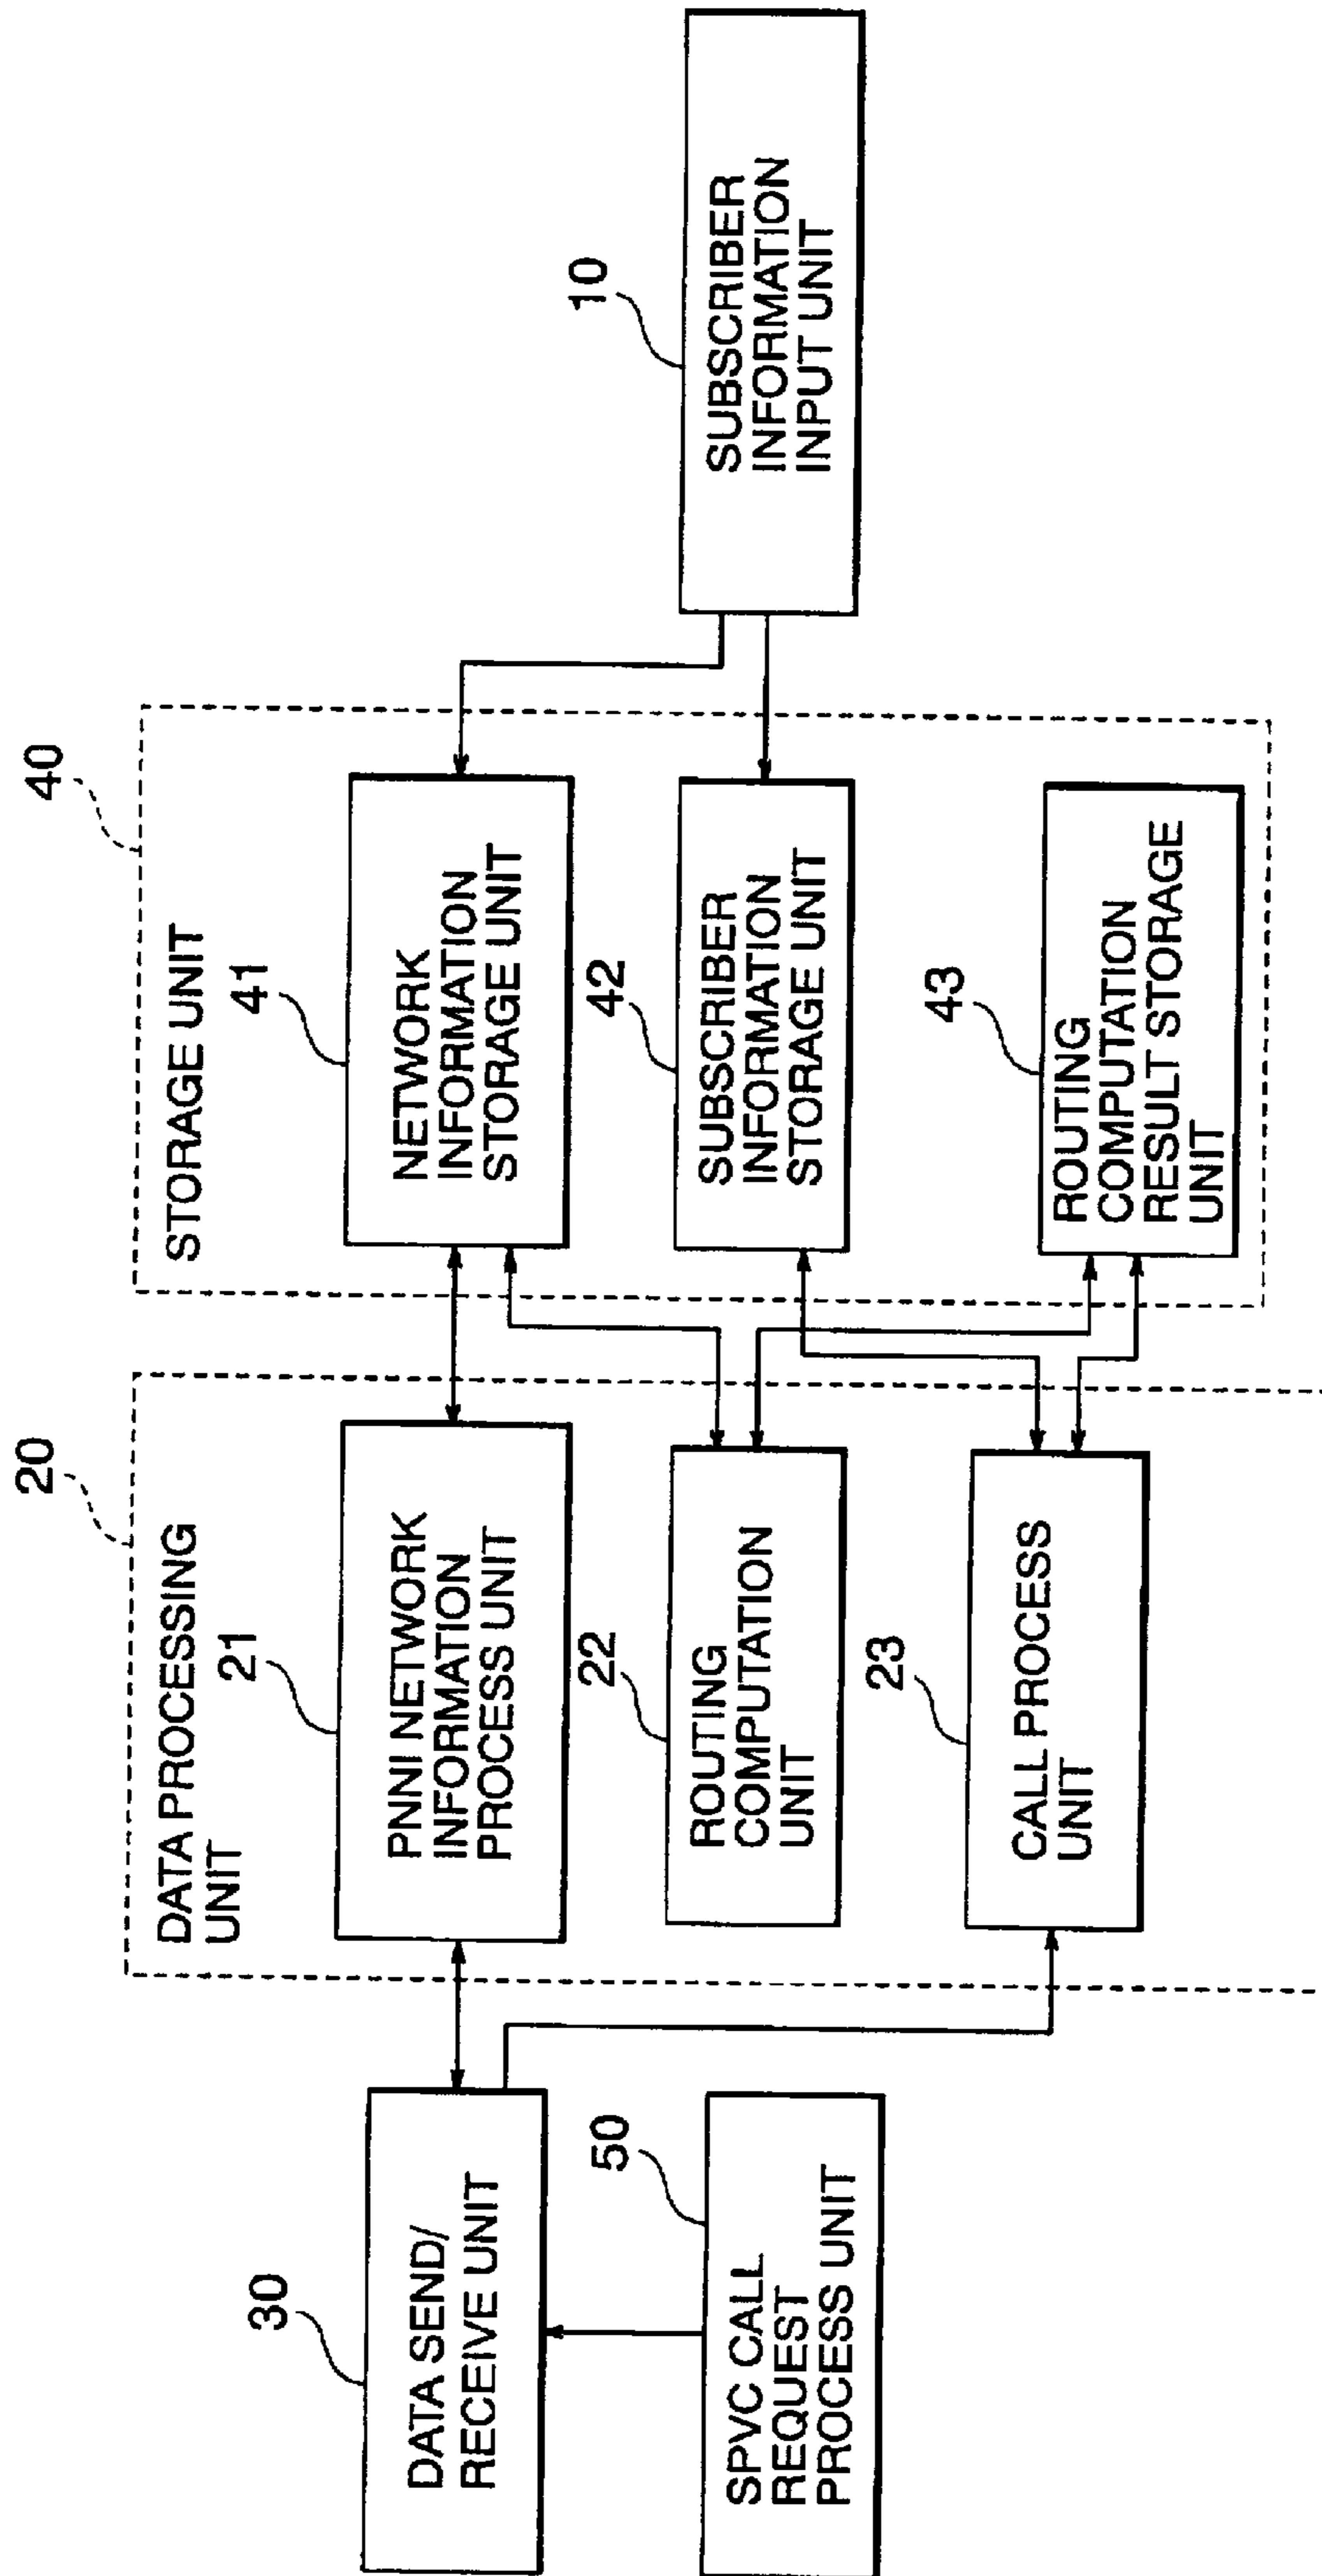 20
DATA PROCESSING
UNIT
40
STORAGE UNIT
30
DATA SEND/
RECEIVE UNIT
21
PNNI NETWORK
INFORMATION
PROCESS UNIT
41
NETWORK
INFORMATION
STORAGE UNIT
50
SPVC CALL
REQUEST
PROCESS UNIT
22
ROUTING
COMPUTATION
UNIT
42
SUBSCRIBER
INFORMATION
STORAGE UNIT
10
SUBSCRIBER
INFORMATION
INPUT UNIT
23
CALL PROCESS
UNIT
43
ROUTING
COMPUTATION
RESULT STORAGE
UNIT